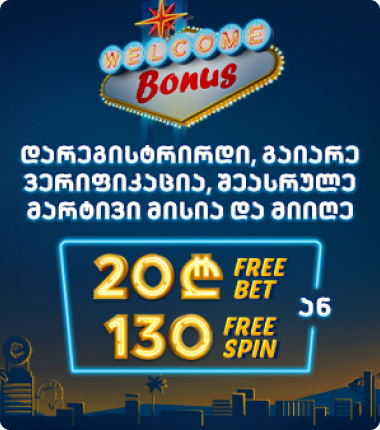 WELCOME
Bonus
დარეგისტრირდი, გაიარე
ვერიფიკაცია, შეასრულე
მარტივი მისია და მიიღე
20₾ FREE BET
ან
130 FREE SPIN